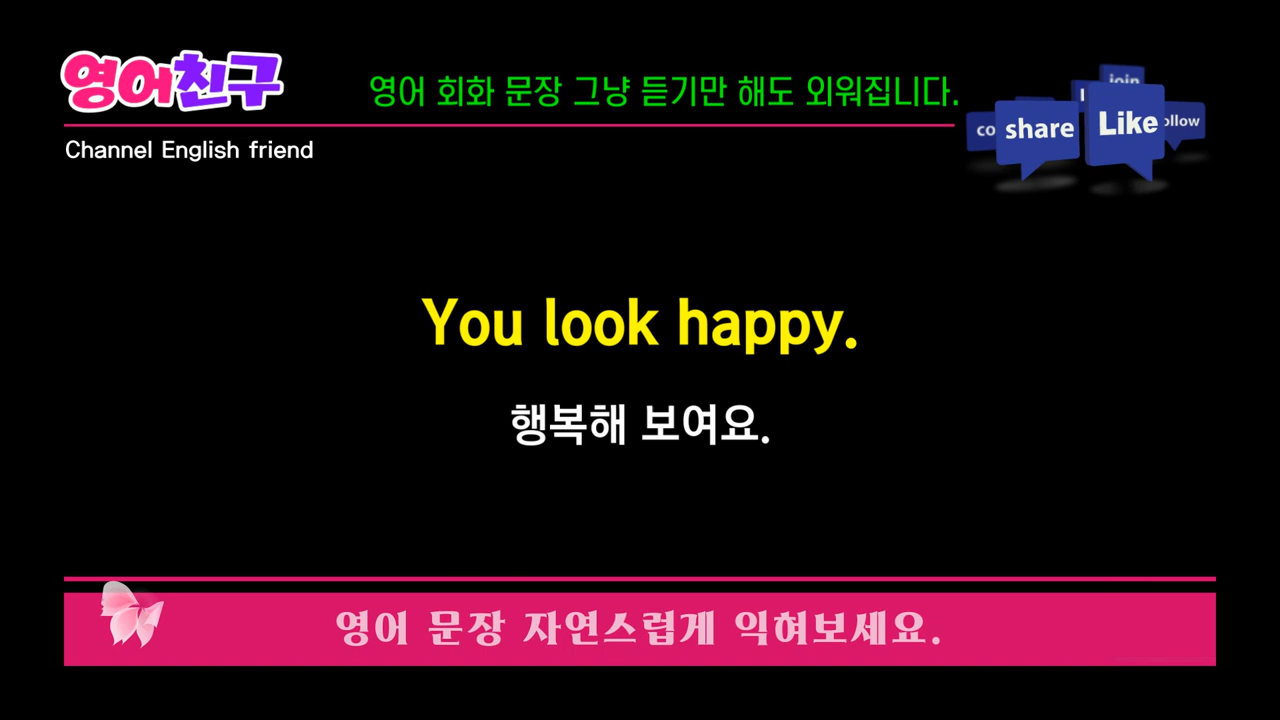 영어친구
영어 회화 문장 그냥 듣기만 해도 외워집니다.
Channel English friend
join
share
Like
You look happy.
행복해 보여요.
영어 문장 자연스럽게 익혀보세요.